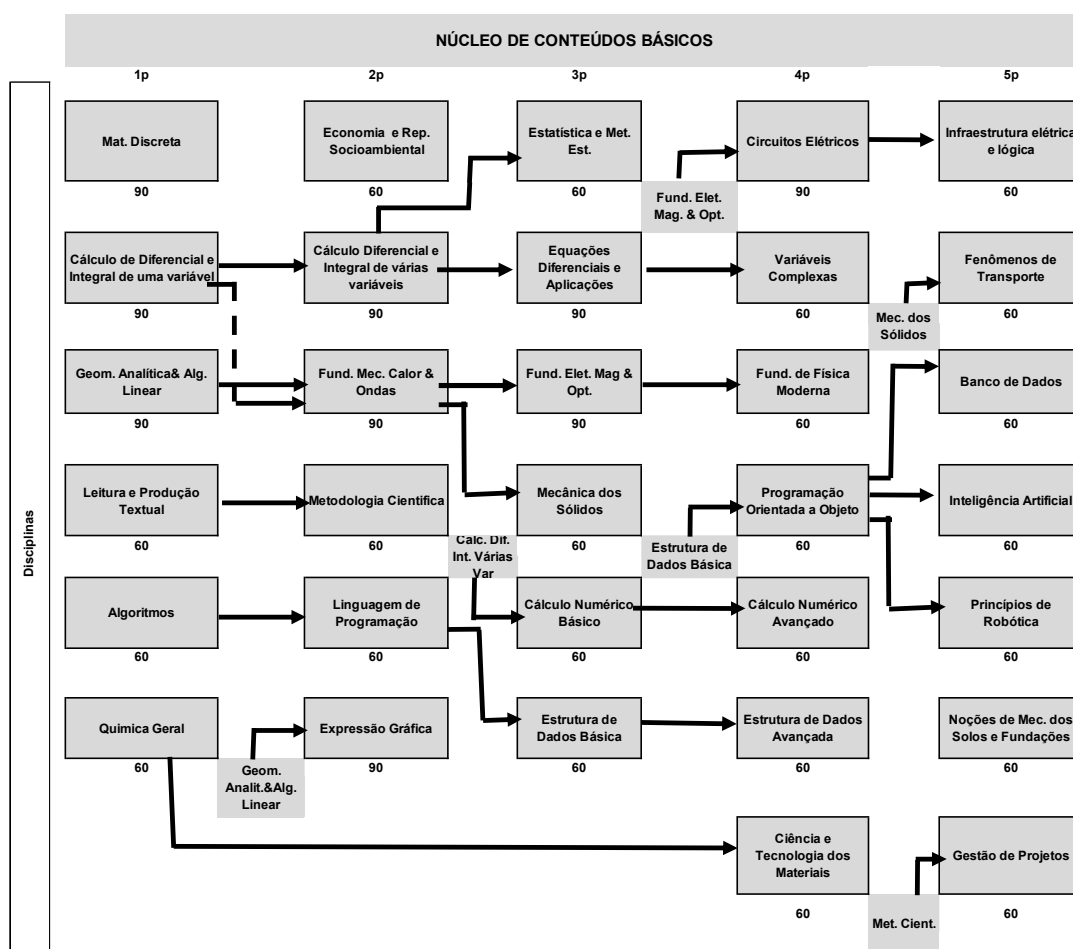 NÚCLEO DE CONTEÚDOS BÁSICOS
1p
2p
3p
4p
5p
Disciplinas
Mat. Discreta
90
Economia e Rep.
Socioambiental
60
Estatística e Met.
Est.
60
Fund. Elet.
Mag. & Opt.
Circuitos Elétricos
90
Infraestrutura elétrica
e lógica
60
Cálculo de Diferencial e
Integral de uma variável
90
Cálculo Diferencial e
Integral de várias
variáveis
90
Equações
Diferenciais e
Aplicações
90
Variáveis
Complexas
60
Mec. dos
Sólidos
Fenômenos de
Transporte
60
Geom. Analítica& Alg.
Linear
90
Fund. Mec. Calor &
Ondas
90
Fund. Elet. Mag &
Opt.
90
Fund. de Física
Moderna
60
Banco de Dados
60
Leitura e Produção
Textual
60
Metodologia Cientifica
60
Calc. Dif.
Int. Várias
Var
Mecânica dos
Sólidos
60
Estrutura de
Dados Básica
Programação
Orientada a Objeto
60
Inteligência Artificial
60
Algoritmos
60
Linguagem de
Programação
60
Cálculo Numérico
Básico
60
Cálculo Numérico
Avançado
60
Princípios de
Robótica
60
Quimica Geral
60
Geom.
Analit.&Alg.
Linear
Expressão Gráfica
90
Estrutura de
Dados Básica
60
Estrutura de Dados
Avançada
60
Noções de Mec. dos
Solos e Fundações
60
Ciência e
Tecnologia dos
Materiais
60
Met. Cient.
Gestão de Projetos
60